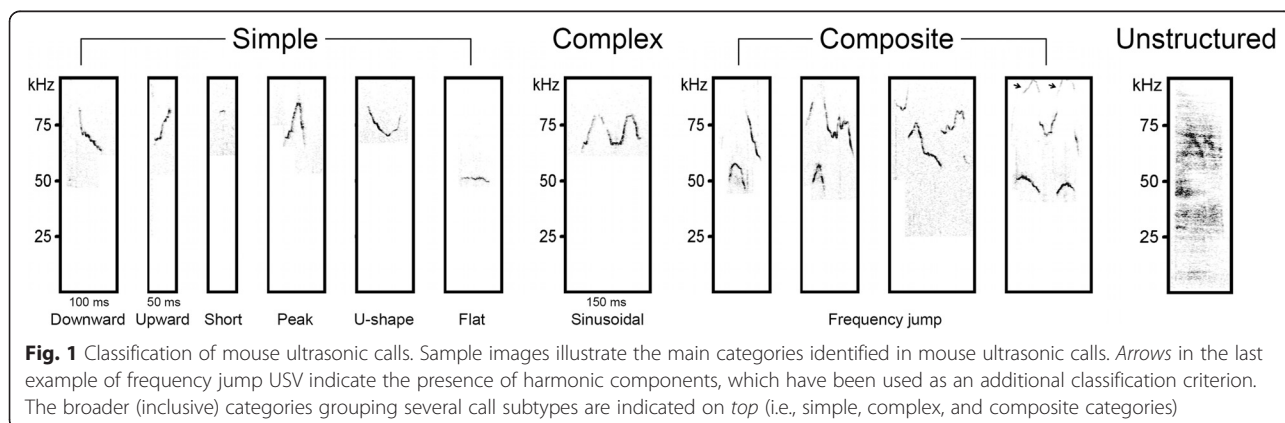 Simple Complex Composite Unstructured
kHz kHz kHz kHz
75 75 75 75
50 50 50 50
25 25 25 25
100 ms 50 ms 150 ms
Downward Upward Short Peak U-shape Flat Sinusoidal Frequency jump
Fig. 1 Classification of mouse ultrasonic calls. Sample images illustrate the main categories identified in mouse ultrasonic calls. Arrows in the last
example of frequency jump USV indicate the presence of harmonic components, which have been used as an additional classification criterion.
The broader (inclusive) categories grouping several call subtypes are indicated on top (i.e., simple, complex, and composite categories)